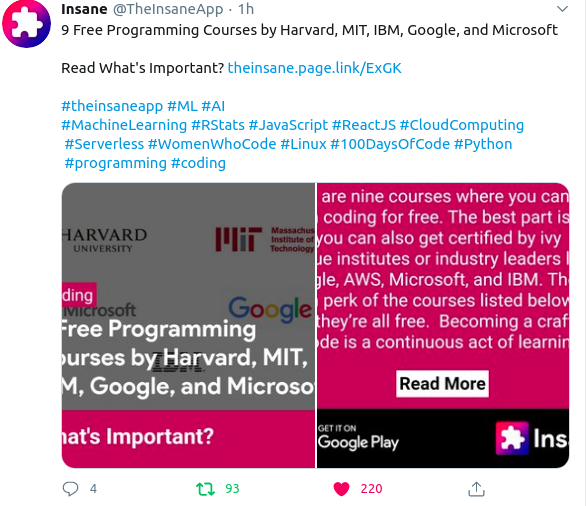 Insane @TheInsaneApp · 1h
9 Free Programming Courses by Harvard, MIT, IBM, Google, and Microsoft
Read What's Important? theinsane.page.link/ExGK
#theinsaneapp #ML #AI
#MachineLearning #RStats #JavaScript #ReactJS #CloudComputing
#Serverless #WomenWhoCode #Linux #100DaysOfCode #Python
#programming #coding
HARVARD
UNIVERSITY
MIT
Massachus
Institute of
Technology
ding
Microsoft
Google
IBM
Free Programming
ourses by Harvard, MIT,
M, Google, and Microso
hat's Important?
are nine courses where you can
coding for free. The best part is
you can also get certified by ivy
ue institutes or industry leaders l
gle, AWS, Microsoft, and IBM. Th
perk of the courses listed below
they're all free. Becoming a craf
ode is a continuous act of learnin
Read More
GET IT ON
Google Play
Ins
4
93
220